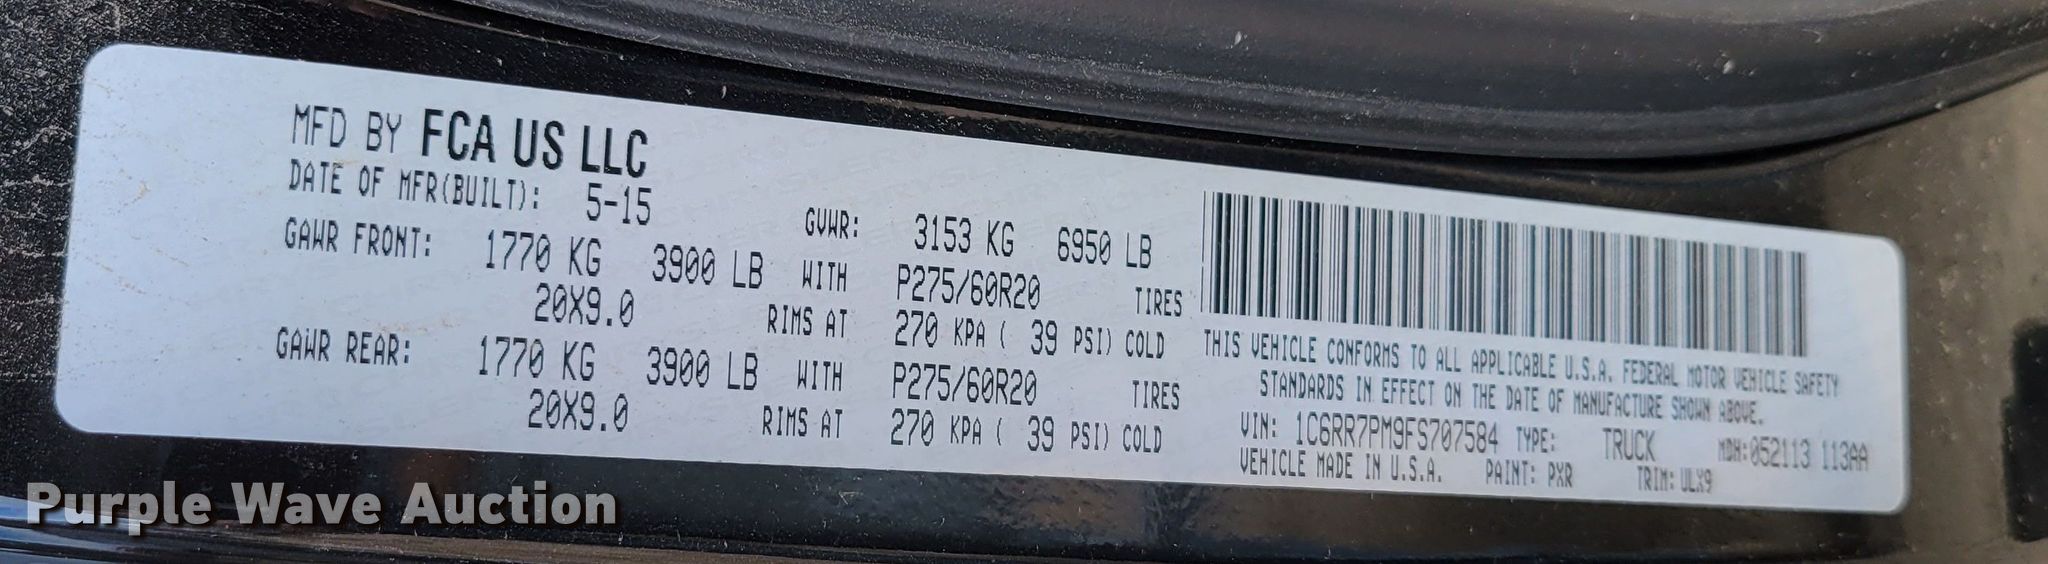 MFD BY FCA US LLC
DATE OF MFR(BUILT): 5-15 GVWR: 3153 KG 6950 LB
GAWR FRONT: 1770 KG 3900 LB WITH P275/60R20 TIRES
20X9.0 RIMS AT 270 KPA ( 39 PSI) COLD
GAWR REAR: 1770 KG 3900 LB WITH P275/60R20 TIRES
20X9.0 RIMS AT 270 KPA ( 39 PSI) COLD
THIS VEHICLE CONFORMS TO ALL APPLICABLE U.S.A. FEDERAL MOTOR VEHICLE SAFETY
STANDARDS IN EFFECT ON THE DATE OF MANUFACTURE SHOWN ABOVE.
VIN: 1C6RR7PM9FS707584 TYPE: TRUCK MDH:052113 113AA
VEHICLE MADE IN U.S.A. PAINT: PXR TRIM: ULX9
Purple Wave Auction